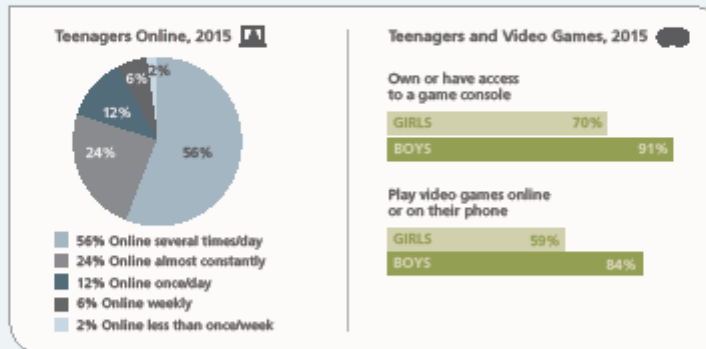 Teenagers Online, 2015
2%
6%
12%
24%
56%
56% Online several times/day
24% Online almost constantly
12% Online once/day
6% Online weekly
2% Online less than once/week
Teenagers and Video Games, 2015
Own or have access
to a game console
GIRLS 70%
BOYS 91%
Play video games online
or on their phone
GIRLS 59%
BOYS 84%